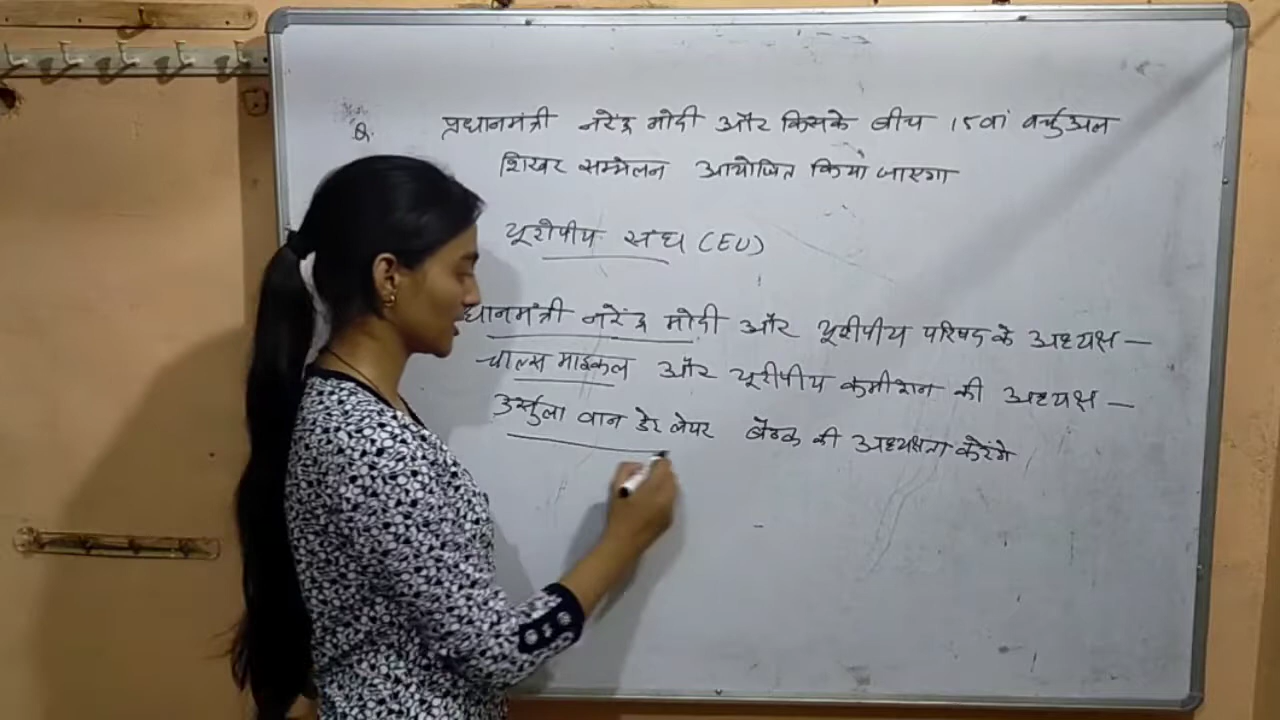 Q. प्रधानमंत्री नरेंद्र मोदी और किसके बीच 15वां वर्चुअल
शिखर सम्मेलन आयोजित किया जाएगा
यूरोपीय संघ (EU)
धानमंत्री नरेंद्र मोदी और यूरोपीय परिषद के अध्यक्ष —
चार्ल्स माइकल और यूरोपीय कमीशन की अध्यक्ष —
उर्सुला वान डेर लेयर बैठक की अध्यक्षता करेंगे